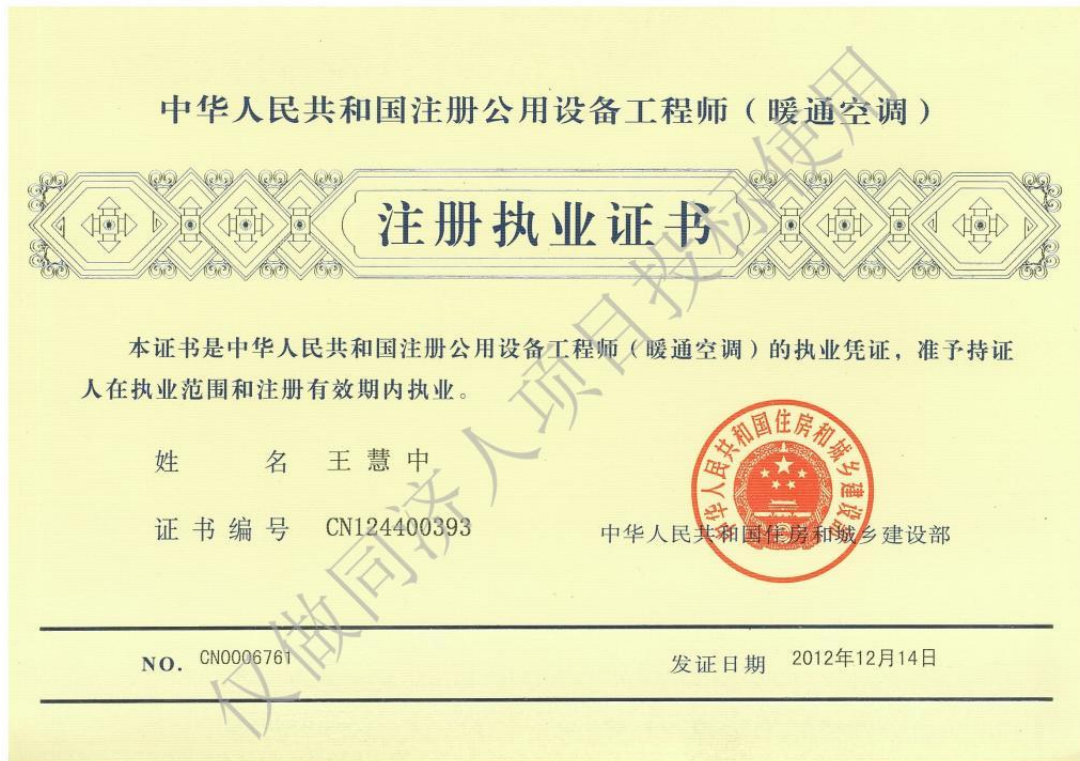 中华人民共和国注册公用设备工程师（暖通空调）
注册执业证书
本证书是中华人民共和国注册公用设备工程师（暖通空调）的执业凭证，准予持证
人在执业范围和注册有效期内执业。
姓 名 王慧中
证书编号 CN124400393
中华人民共和国住房和城乡建设部
中华人民共和国住房和城乡建设部
NO. CN0006761
发证日期 2012年12月14日
仅做同济人项目投标使用